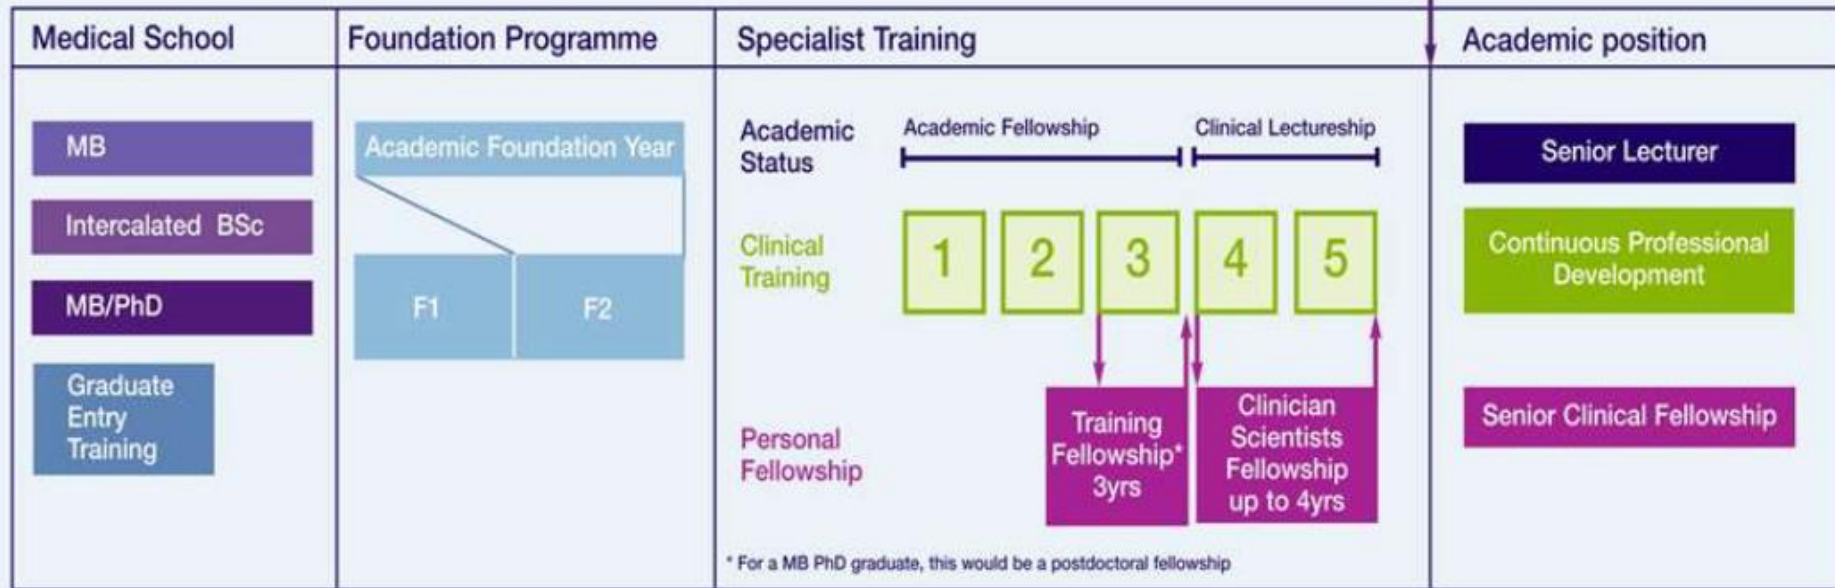 Medical School
Foundation Programme
Specialist Training
Academic position
MB
Intercalated BSc
MB/PhD
Graduate
Entry
Training
Academic Foundation Year
F1
F2
Academic
Status
Academic Fellowship
Clinical Lectureship
Clinical
Training
1
2
3
4
5
Personal
Fellowship
Training
Fellowship*
3yrs
Clinician
Scientists
Fellowship
up to 4yrs
* For a MB PhD graduate, this would be a postdoctoral fellowship
Senior Lecturer
Continuous Professional
Development
Senior Clinical Fellowship